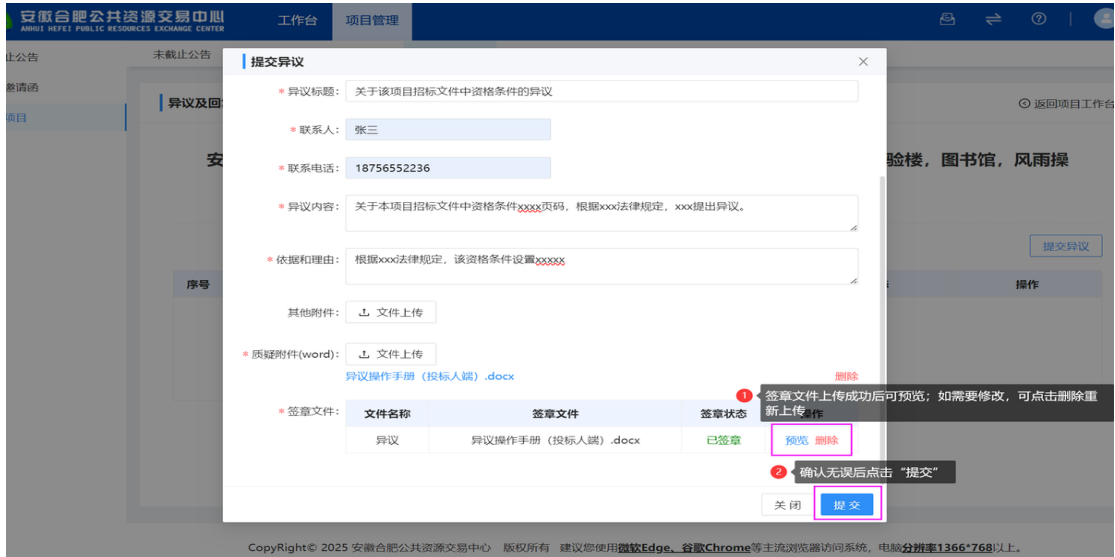 安徽合肥公共资源交易中心
ANHUI HEFEI PUBLIC RESOURCES EXCHANGE CENTER
工作台
项目管理
止公告
邀请函
项目
未截止公告
异议及回
返回项目工作台
安
验楼，图书馆，风雨操
提交异议
序号
操作
提交异议
* 异议标题：
关于该项目招标文件中资格条件的异议
* 联系人：
张三
* 联系电话：
18756552236
* 异议内容：
关于本项目招标文件中资格条件xxxx页码，根据xxx法律规定，xxx提出异议。
* 依据和理由：
根据xxx法律规定，该资格条件设置xxxxx
其他附件：
文件上传
* 质疑附件(word)：
文件上传
异议操作手册（投标人端）.docx
删除
1 签章文件上传成功后可预览；如需要修改，可点击删除重
新上传
* 签章文件：
文件名称 签章文件 签章状态 操作
异议 异议操作手册（投标人端）.docx 已签章 预览 删除
2 确认无误后点击“提交”
关 闭
提 交
CopyRight© 2025 安徽合肥公共资源交易中心 版权所有 建议您使用微软Edge、谷歌Chrome等主流浏览器访问系统，电脑分辨率1366*768以上。